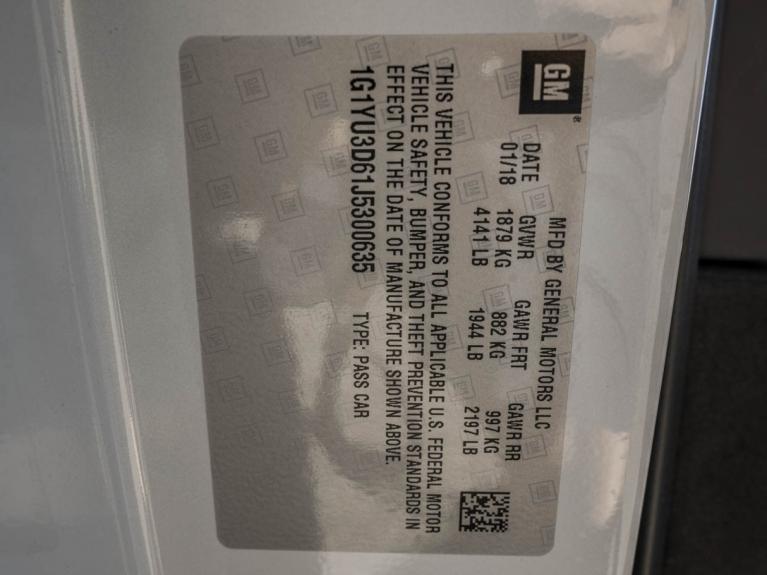 GM
MFD BY GENERAL MOTORS LLC
DATE GVWR GAWR FRT GAWR RR
01/18 1879 KG 882 KG 997 KG
4141 LB 1944 LB 2197 LB
THIS VEHICLE CONFORMS TO ALL APPLICABLE U.S. FEDERAL MOTOR
VEHICLE SAFETY, BUMPER, AND THEFT PREVENTION STANDARDS IN
EFFECT ON THE DATE OF MANUFACTURE SHOWN ABOVE.
1G1YU3D61J5300635 TYPE: PASS CAR